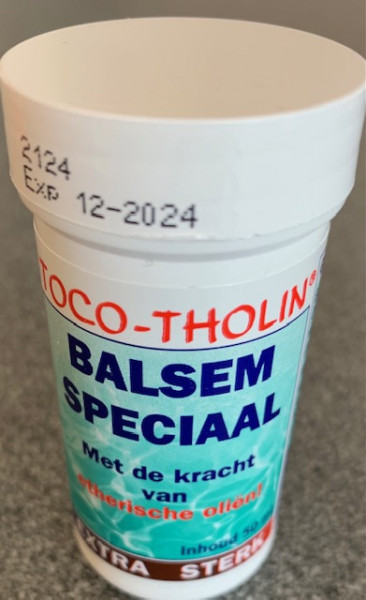 2124
Exp 12-2024
TOCO-THOLIN®
BALSEM
SPECIAAL
Met de kracht
van
etherische oliën!
Inhoud 50
EXTRA STERK